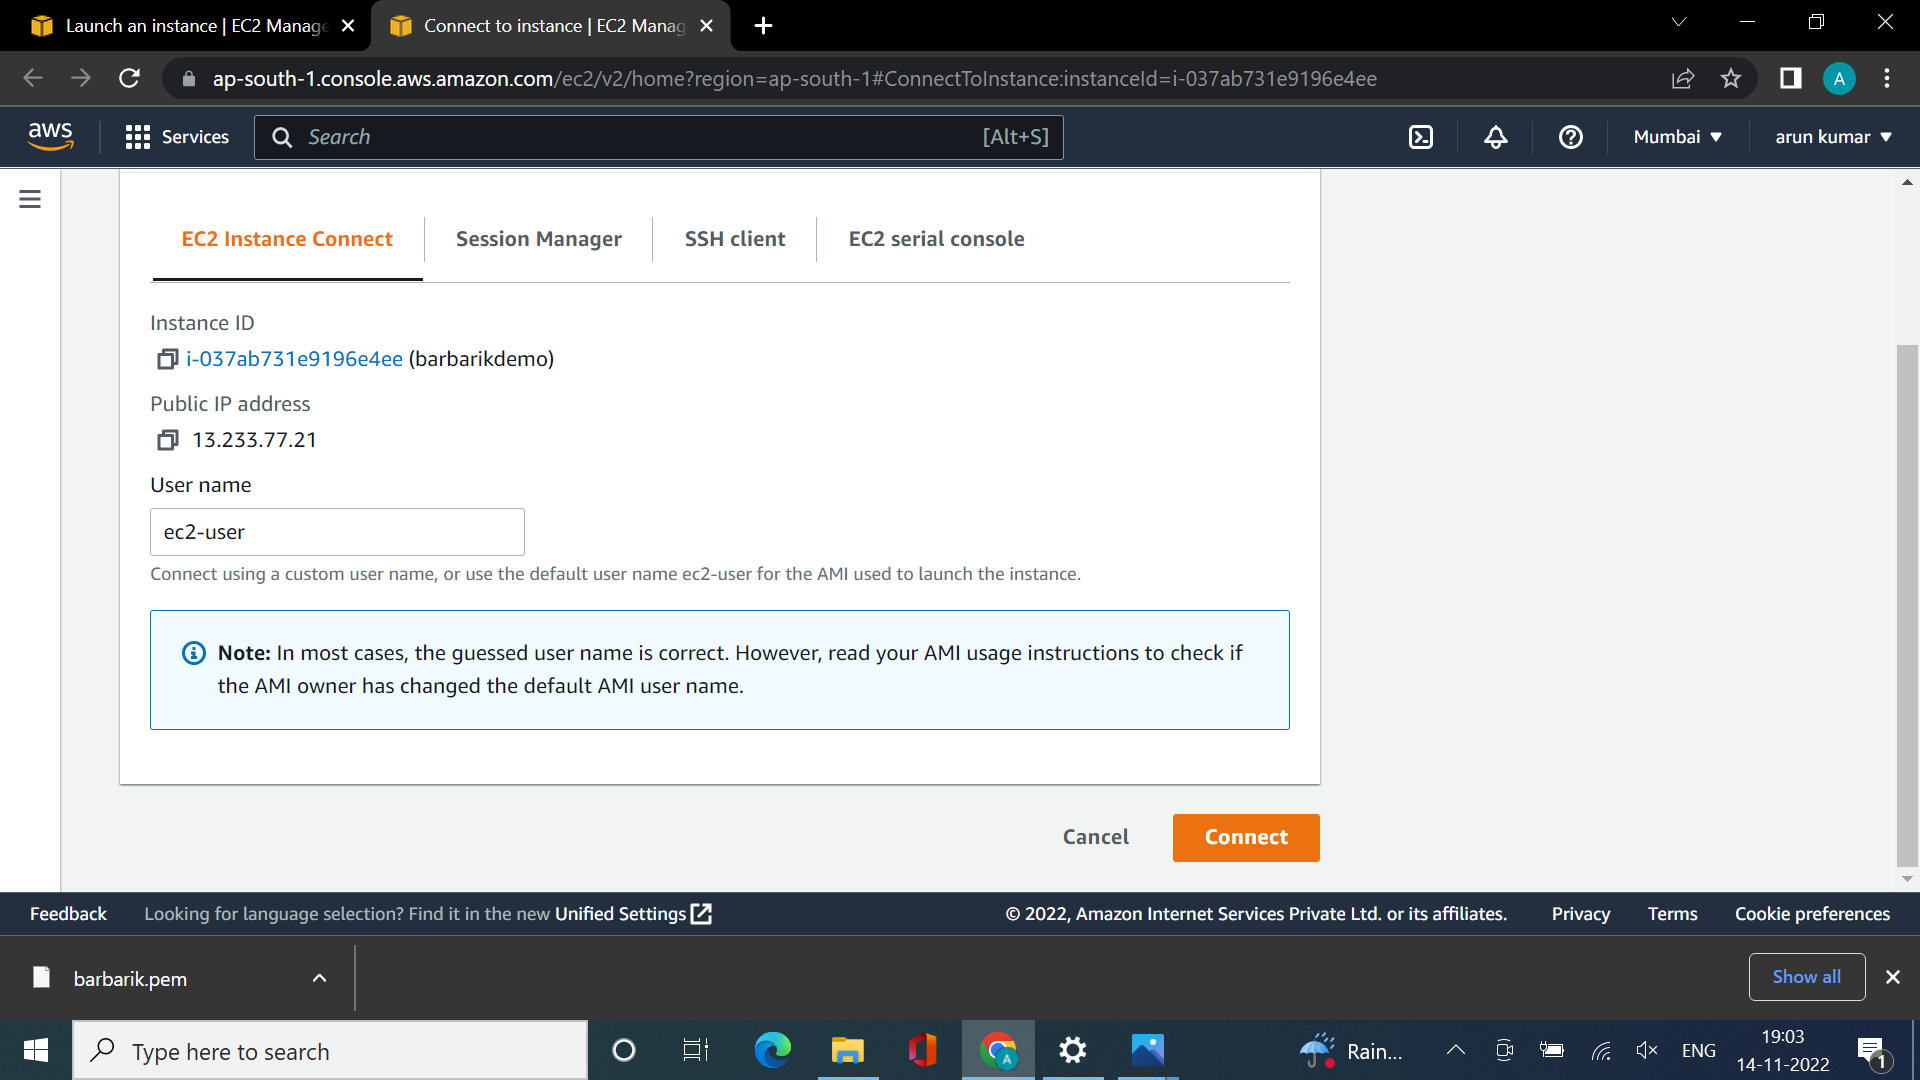 Launch an instance | EC2 Manage
Connect to instance | EC2 Manag
ap-south-1.console.aws.amazon.com/ec2/v2/home?region=ap-south-1#ConnectToInstance:instanceId=i-037ab731e9196e4ee
A
aws
Services
Search
[Alt+S]
Mumbai
arun kumar
EC2 Instance Connect
Session Manager
SSH client
EC2 serial console
Instance ID
i-037ab731e9196e4ee (barbarikdemo)
Public IP address
13.233.77.21
User name
ec2-user
Connect using a custom user name, or use the default user name ec2-user for the AMI used to launch the instance.
Note: In most cases, the guessed user name is correct. However, read your AMI usage instructions to check if
the AMI owner has changed the default AMI user name.
Cancel
Connect
Feedback
Looking for language selection? Find it in the new Unified Settings
© 2022, Amazon Internet Services Private Ltd. or its affiliates.
Privacy
Terms
Cookie preferences
barbarik.pem
Show all
Type here to search
A
Rain...
ENG
19:03
14-11-2022
1